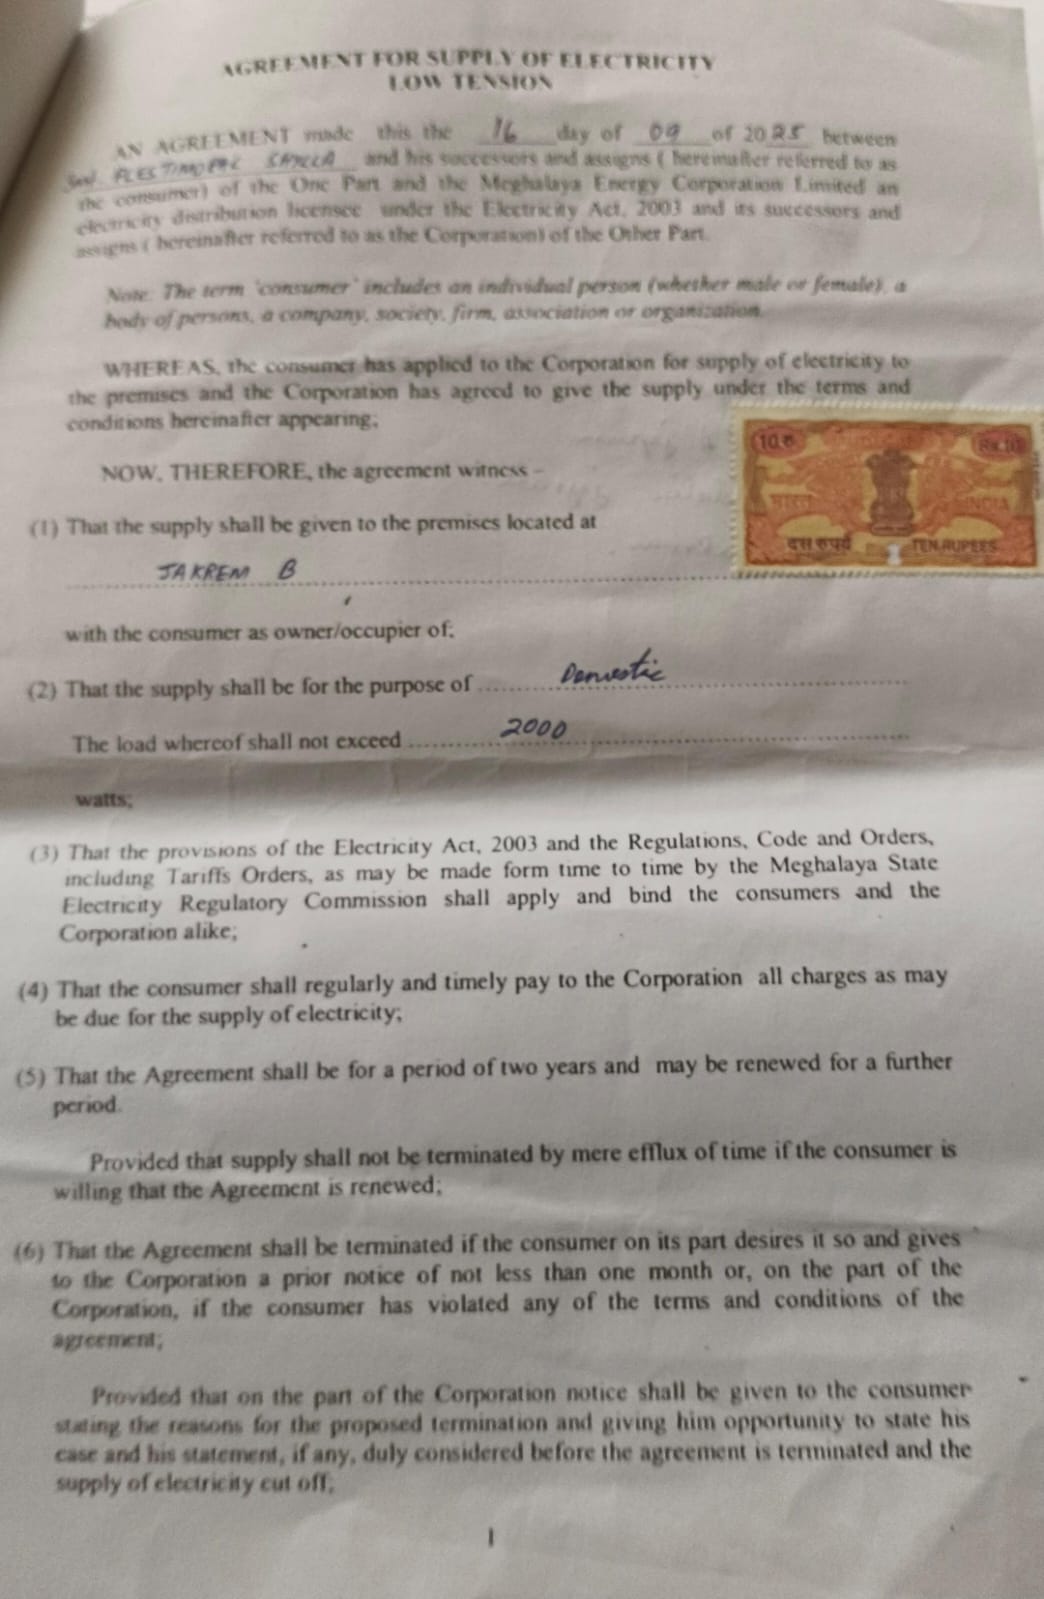 AGREEMENT FOR SUPPLY OF ELECTRICITY
LOW TENSION
AN AGREEMENT made this the 16 day of 09 of 2025 between
and his successors and assigns ( hereinafter referred to as
the consumer) of the One Part and the Meghalaya Energy Corporation Limited an
electricity distribution licensee under the Electricity Act, 2003 and its successors and
assigns ( hereinafter referred to as the Corporation) of the Other Part.
Note: The term 'consumer' includes an individual person (whether male or female), a
body of persons, a company, society, firm, association or organization.
WHEREAS, the consumer has applied to the Corporation for supply of electricity to
the premises and the Corporation has agreed to give the supply under the terms and
conditions hereinafter appearing;
10 रु Rs.10
NOW, THEREFORE, the agreement witness –
भारत INDIA
(1) That the supply shall be given to the premises located at
दस रुपये TEN RUPEES
JAKREM B
with the consumer as owner/occupier of;
(2) That the supply shall be for the purpose of Domestic
The load whereof shall not exceed 2000
watts;
(3) That the provisions of the Electricity Act, 2003 and the Regulations, Code and Orders,
including Tariffs Orders, as may be made form time to time by the Meghalaya State
Electricity Regulatory Commission shall apply and bind the consumers and the
Corporation alike;
(4) That the consumer shall regularly and timely pay to the Corporation all charges as may
be due for the supply of electricity;
(5) That the Agreement shall be for a period of two years and may be renewed for a further
period.
Provided that supply shall not be terminated by mere efflux of time if the consumer is
willing that the Agreement is renewed;
(6) That the Agreement shall be terminated if the consumer on its part desires it so and gives
to the Corporation a prior notice of not less than one month or, on the part of the
Corporation, if the consumer has violated any of the terms and conditions of the
agreement;
Provided that on the part of the Corporation notice shall be given to the consumer
stating the reasons for the proposed termination and giving him opportunity to state his
case and his statement, if any, duly considered before the agreement is terminated and the
supply of electricity cut off;
1